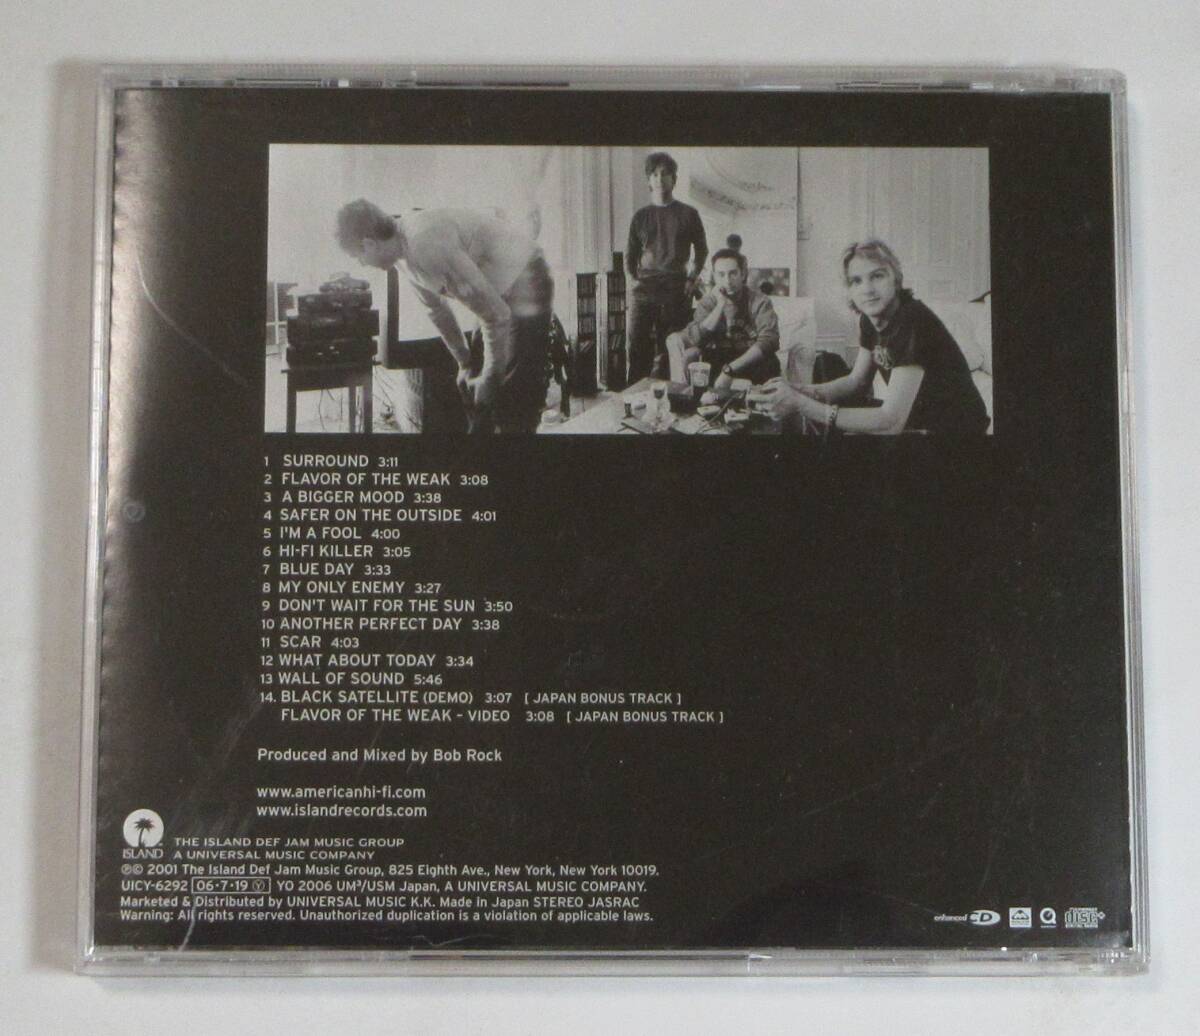 1 SURROUND 3:11
2 FLAVOR OF THE WEAK 3:08
3 A BIGGER MOOD 3:38
4 SAFER ON THE OUTSIDE 4:01
5 I'M A FOOL 4:00
6 HI-FI KILLER 3:05
7 BLUE DAY 3:33
8 MY ONLY ENEMY 3:27
9 DON'T WAIT FOR THE SUN 3:50
10 ANOTHER PERFECT DAY 3:38
11 SCAR 4:03
12 WHAT ABOUT TODAY 3:34
13 WALL OF SOUND 5:46
14. BLACK SATELLITE (DEMO) 3:07 [ JAPAN BONUS TRACK ]
FLAVOR OF THE WEAK - VIDEO 3:08 [ JAPAN BONUS TRACK ]
Produced and Mixed by Bob Rock
www.americanhi-fi.com
www.islandrecords.com
ISLAND
THE ISLAND DEF JAM MUSIC GROUP
A UNIVERSAL MUSIC COMPANY
℗© 2001 The Island Def Jam Music Group, 825 Eighth Ave., New York, New York 10019.
UICY-6292 06·7·19 Ⓨ YO 2006 UM³/USM Japan, A UNIVERSAL MUSIC COMPANY.
Marketed & Distributed by UNIVERSAL MUSIC K.K. Made in Japan STEREO JASRAC
Warning: All rights reserved. Unauthorized duplication is a violation of applicable laws.
enhanced CD
COMPACT disc DIGITAL AUDIO